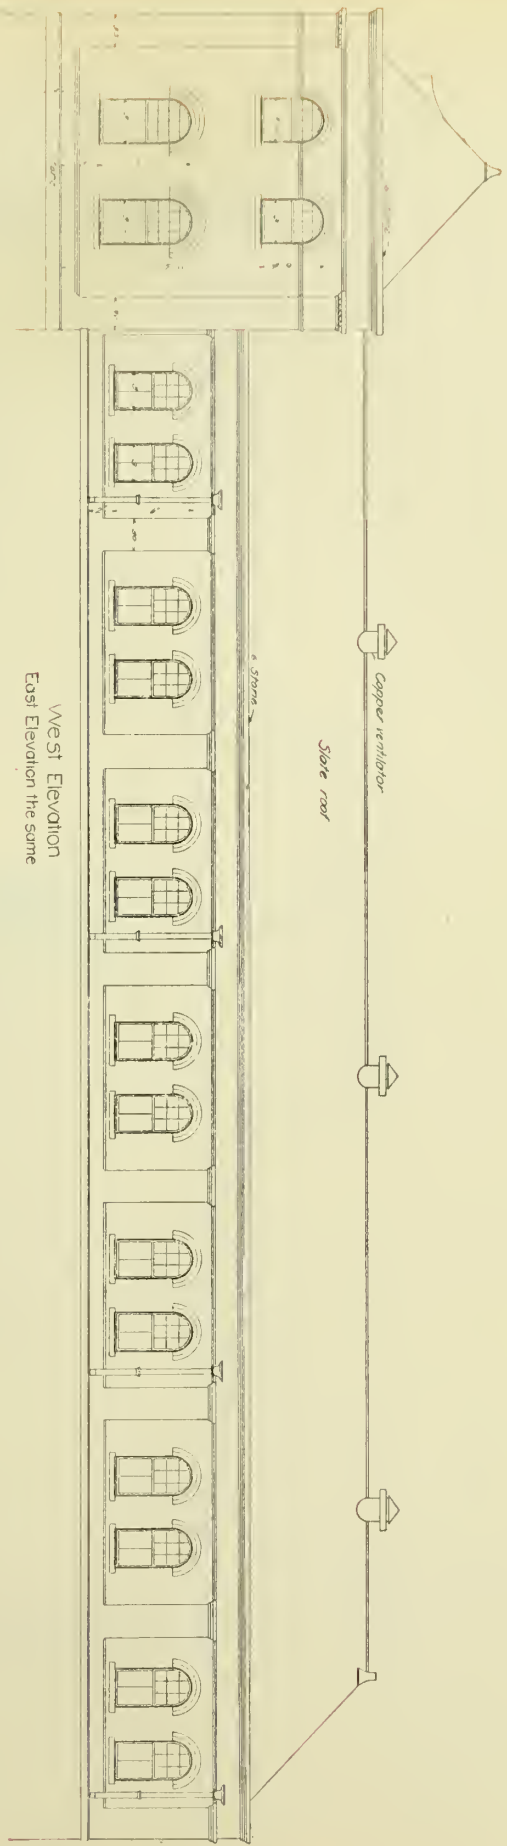 Copper ventilator
Slate roof
Stone
West Elevation
East Elevation the same